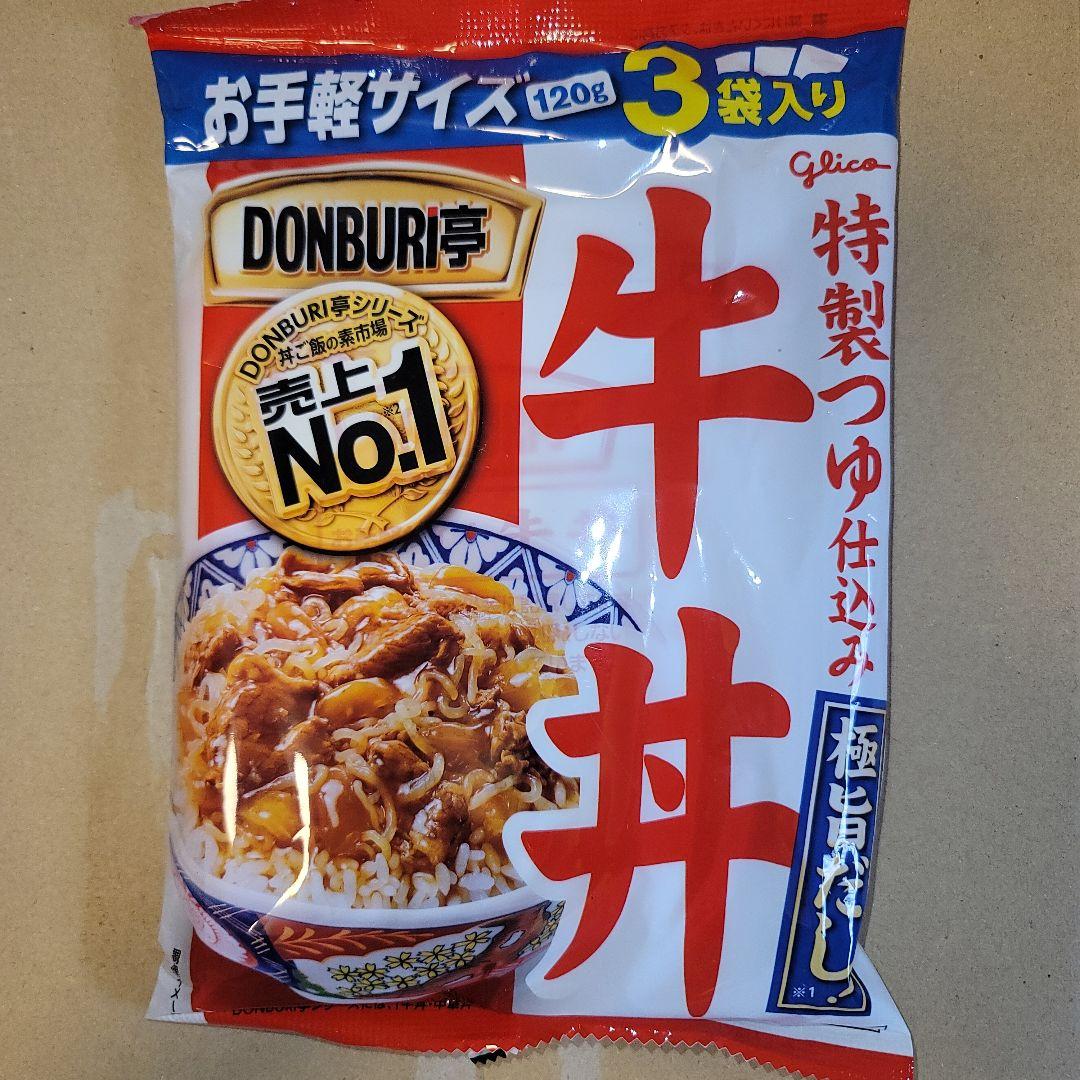 お手軽サイズ 120g 3袋入り
glico
DONBURI亭
DONBURI亭シリーズ
丼ご飯の素市場
売上
No.1
※2
牛丼
特製つゆ仕込み
極旨だし!
※1